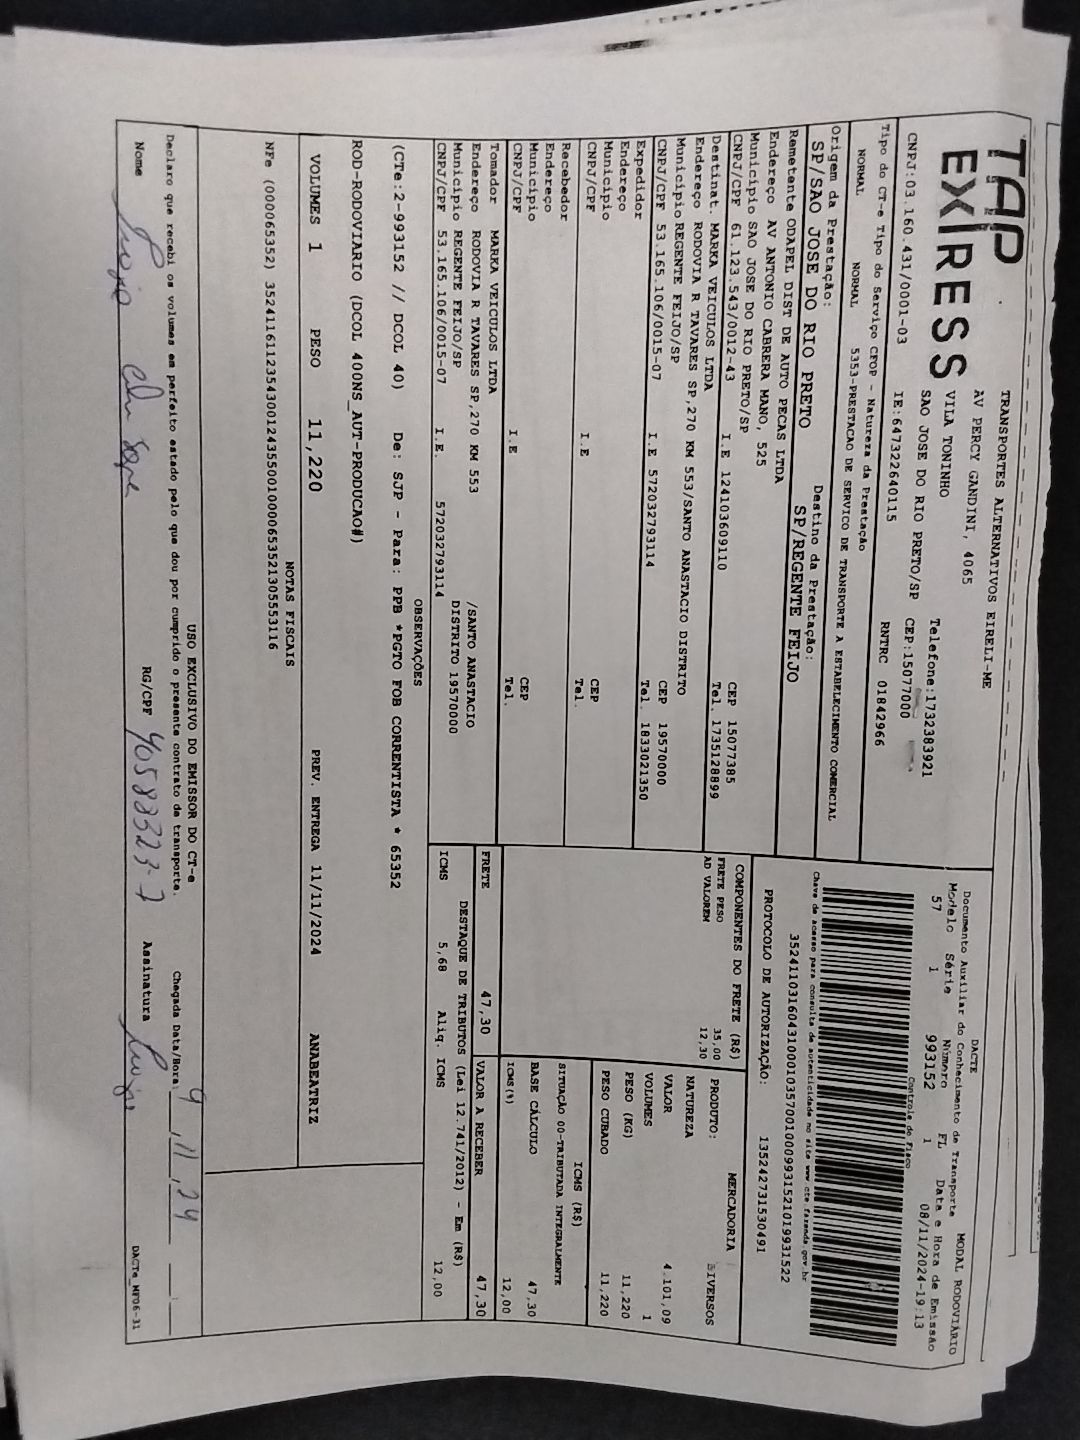 TAP EXPRESS
TRANSPORTES ALTERNATIVOS EIRELI-ME
AV PERCY GANDINI, 4065
VILA TONINHO Telefone:1732383921
SAO JOSE DO RIO PRETO/SP CEP:15077000
CNPJ:03.160.431/0001-03 IE:647322640115 RNTRC 01842966
Tipo do CT-e Tipo do Serviço CFOP - Natureza da Prestação
NORMAL NORMAL 5353-PRESTACAO DE SERVICO DE TRANSPORTE A ESTABELECIMENTO COMERCIAL
Origem da Prestação: Destino da Prestação:
SP/SAO JOSE DO RIO PRETO SP/REGENTE FEIJO
DACTE
Documento Auxiliar do Conhecimento de Transporte MODAL RODOVIÁRIO
Modelo Série Número FL Data e Hora de Emissão
57 1 993152 1 08/11/2024-19:13
Controle do Fisco
Chave de acesso para consulta de autenticidade no site www.cte.fazenda.gov.br
35241103160431000103570010009931521019931522
PROTOCOLO DE AUTORIZAÇÃO: 135242731530491
Remetente ODAPEL DIST DE AUTO PECAS LTDA
Endereço AV ANTONIO CABRERA MANO, 525
Município SAO JOSE DO RIO PRETO/SP CEP 15077385
CNPJ/CPF 61.123.543/0012-43 I.E 124103609110 Tel. 1735128899
Destinat. MARKA VEICULOS LTDA
Endereço RODOVIA R TAVARES SP,270 KM 553/SANTO ANASTACIO DISTRITO
Município REGENTE FEIJO/SP CEP 19570000
CNPJ/CPF 53.165.106/0015-07 I.E 572032793114 Tel. 1833021350
Expedidor
Endereço
Município CEP
CNPJ/CPF I.E Tel.
Recebedor
Endereço
Município CEP
CNPJ/CPF I.E Tel.
Tomador MARKA VEICULOS LTDA
Endereço RODOVIA R TAVARES SP,270 KM 553 /SANTO ANASTACIO
Município REGENTE FEIJO/SP DISTRITO 19570000
CNPJ/CPF 53.165.106/0015-07 I.E. 572032793114
COMPONENTES DO FRETE (R$)
FRETE PESO 35,00
AD VALOREM 12,30
MERCADORIA
PRODUTO: DIVERSOS
NATUREZA
VALOR 4.101,09
VOLUMES 1
PESO (KG) 11,220
PESO CUBADO 11,220
ICMS (R$)
SITUAÇÃO 00-TRIBUTADA INTEGRALMENTE
BASE CÁLCULO 47,30
ICMS(%) 12,00
FRETE 47,30 VALOR A RECEBER 47,30
DESTAQUE DE TRIBUTOS (Lei 12.741/2012) - Em (R$)
ICMS 5,68 Aliq. ICMS 12,00
OBSERVAÇÕES
(CTe:2-993152 // DCOL 40) De: SJP - Para: PPB *PGTO FOB CORRENTISTA * 65352
ROD-RODOVIARIO (DCOL 400NS_AUT-PRODUCAO#)
VOLUMES 1 PESO 11,220 PREV. ENTREGA 11/11/2024 ANABEATRIZ
NOTAS FISCAIS
NFe (000065352) 35241161123543001243550010000653521305553116
USO EXCLUSIVO DO EMISSOR DO CT-e
Declaro que recebi os volumes em perfeito estado pelo que dou por cumprido o presente contrato de transporte. Chegada Data/Hora: 9 , 11 , 24
Nome RG/CPF 40583323-7 Assinatura
DACTe_MF06-31